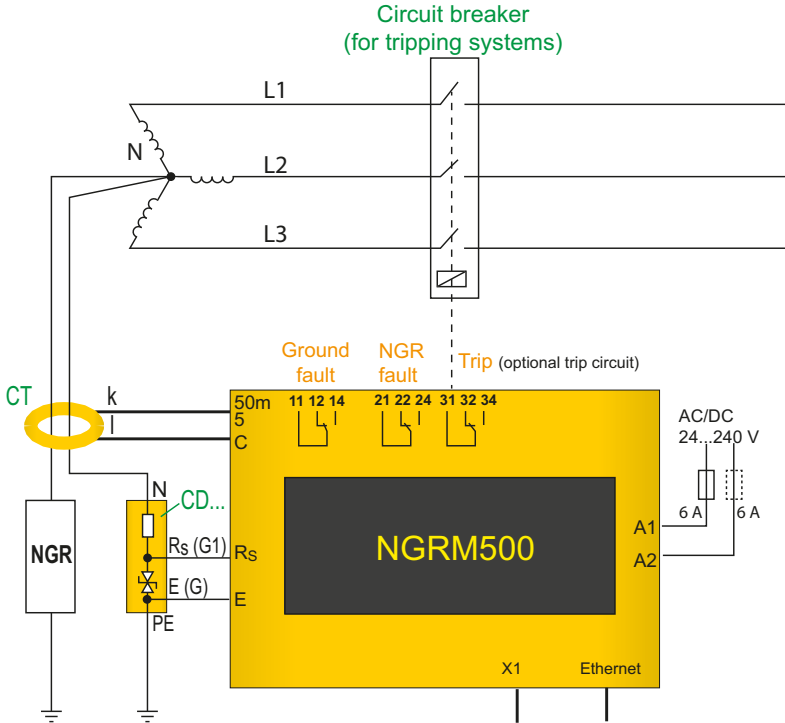 Circuit breaker
(for tripping systems)
L1
N
L2
L3
Ground
fault
NGR
fault
Trip (optional trip circuit)
CT
k
l
50m
5
C
11 12 14
21 22 24
31 32 34
AC/DC
24...240 V
6 A
6 A
N
CD...
NGR
RS (G1)
RS
E (G)
E
PE
NGRM500
A1
A2
X1
Ethernet